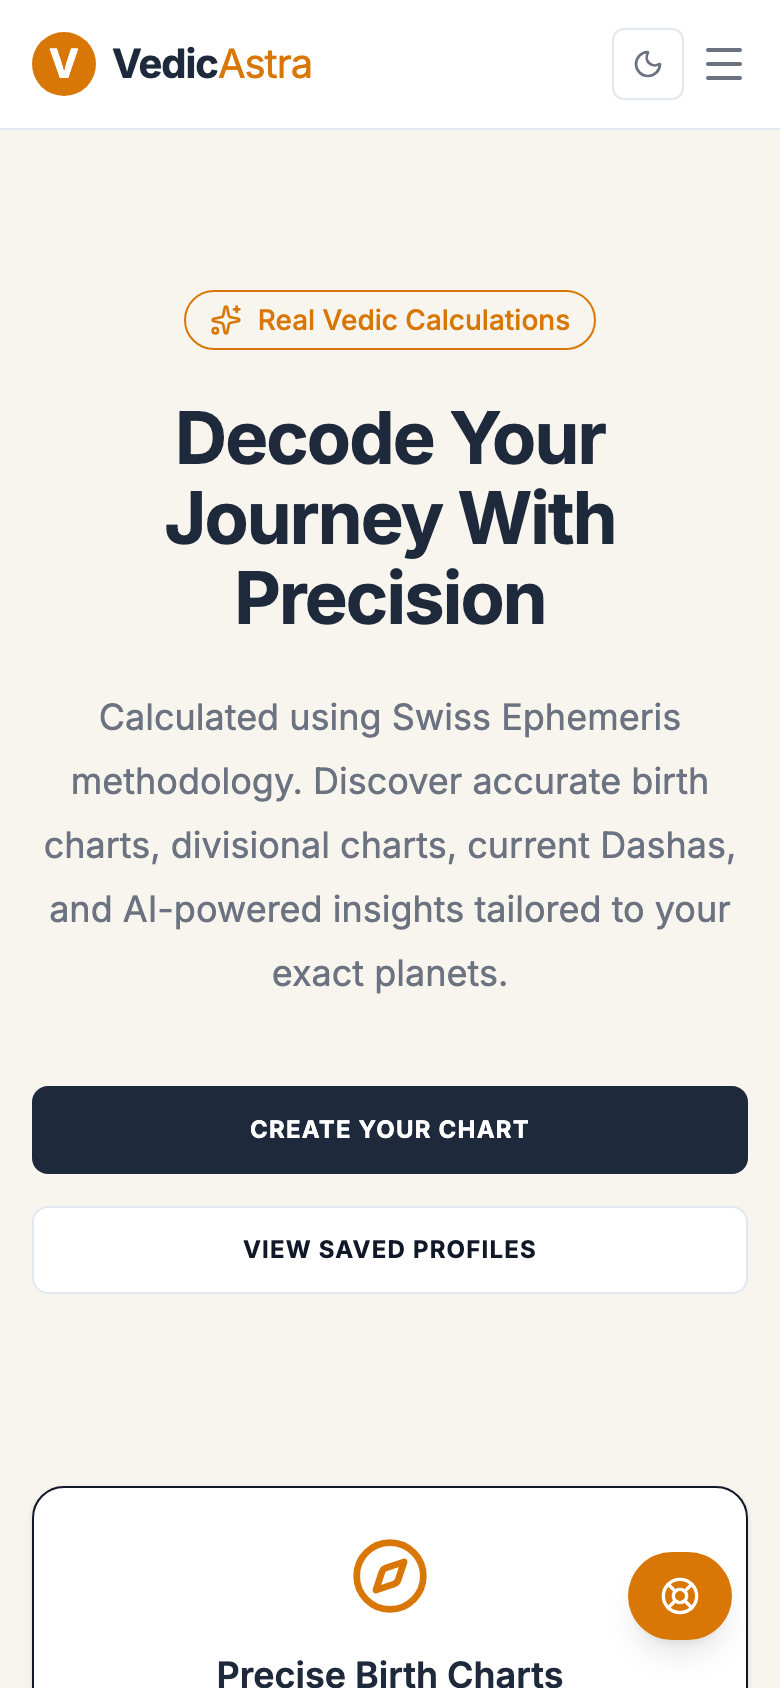 V VedicAstra
Real Vedic Calculations
Decode Your
Journey With
Precision
Calculated using Swiss Ephemeris
methodology. Discover accurate birth
charts, divisional charts, current Dashas,
and AI-powered insights tailored to your
exact planets.
CREATE YOUR CHART
VIEW SAVED PROFILES
Precise Birth Charts